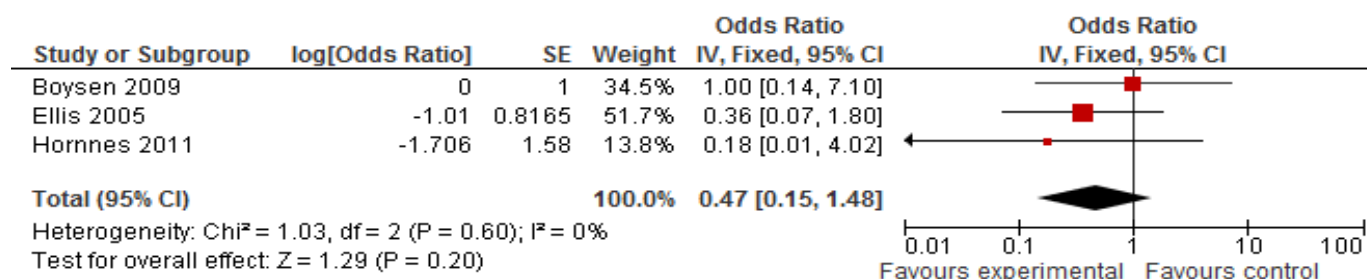 Odds Ratio Odds Ratio
Study or Subgroup log[Odds Ratio] SE Weight IV, Fixed, 95% CI IV, Fixed, 95% CI
Boysen 2009 0 1 34.5% 1.00 [0.14, 7.10]
Ellis 2005 -1.01 0.8165 51.7% 0.36 [0.07, 1.80]
Hornnes 2011 -1.706 1.58 13.8% 0.18 [0.01, 4.02]
Total (95% CI) 100.0% 0.47 [0.15, 1.48]
Heterogeneity: Chi² = 1.03, df = 2 (P = 0.60); I² = 0%
Test for overall effect: Z = 1.29 (P = 0.20)
0.01 0.1 1 10 100
Favours experimental Favours control